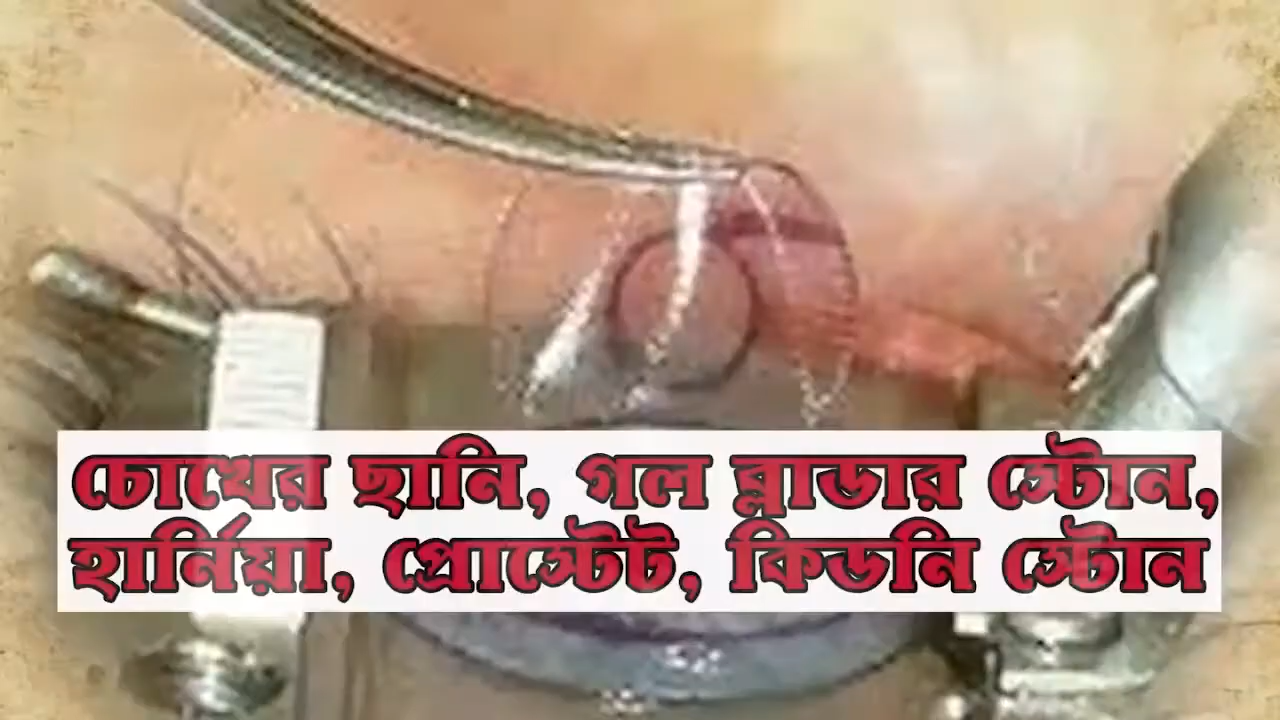 চোখের ছানি, গল ব্লাডার স্টোন,
হার্নিয়া, প্রোস্টেট, কিডনি স্টোন